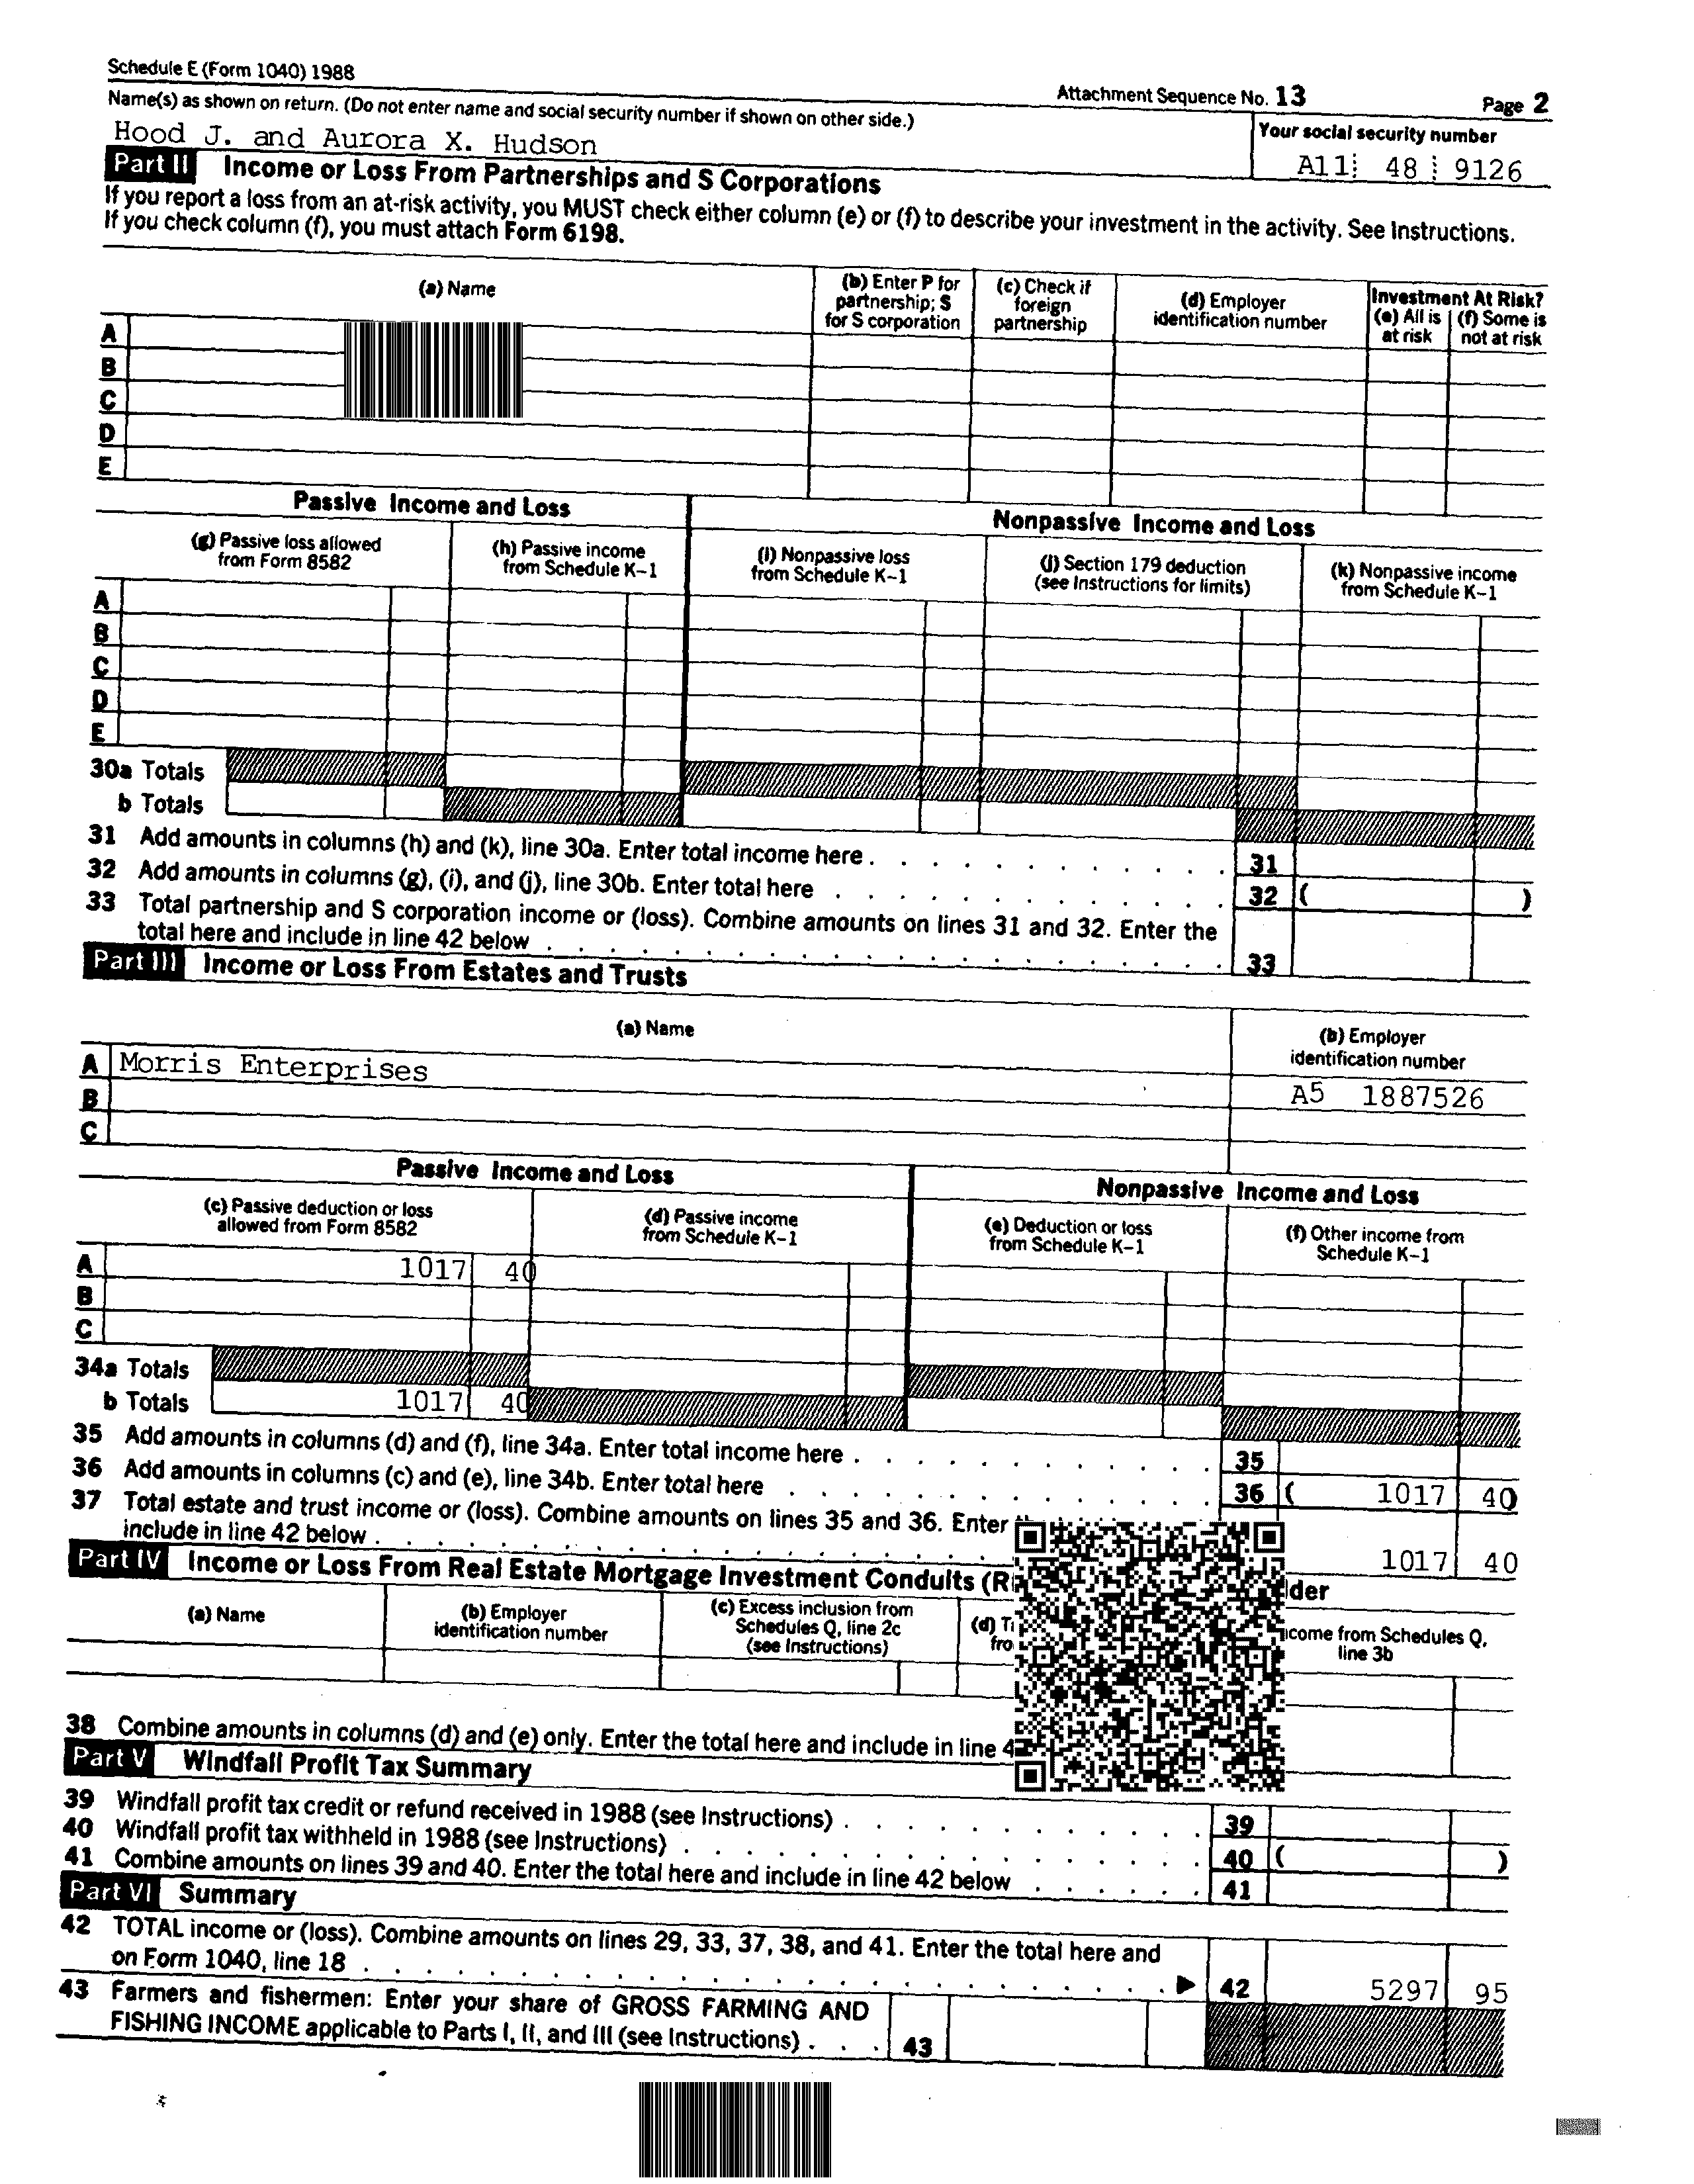 Schedule E (Form 1040) 1988
Attachment Sequence No. 13
Page 2
Name(s) as shown on return. (Do not enter name and social security number if shown on other side.)
Your social security number
Hood J. and Aurora X. Hudson
A11 48 9126
Part II Income or Loss From Partnerships and S Corporations
If you report a loss from an at-risk activity, you MUST check either column (e) or (f) to describe your investment in the activity. See Instructions.
If you check column (f), you must attach Form 6198.
(a) Name
(b) Enter P for partnership; S for S corporation
(c) Check if foreign partnership
(d) Employer identification number
Investment At Risk?
(e) All is at risk
(f) Some is not at risk
A
B
C
D
E
Passive Income and Loss
Nonpassive Income and Loss
(g) Passive loss allowed from Form 8582
(h) Passive income from Schedule K–1
(i) Nonpassive loss from Schedule K–1
(j) Section 179 deduction (see Instructions for limits)
(k) Nonpassive income from Schedule K–1
A
B
C
D
E
30a Totals
b Totals
31 Add amounts in columns (h) and (k), line 30a. Enter total income here . . . . . . . . . . . 31
32 Add amounts in columns (g), (i), and (j), line 30b. Enter total here . . . . . . . . . . . . 32 ( )
33 Total partnership and S corporation income or (loss). Combine amounts on lines 31 and 32. Enter the
total here and include in line 42 below . . . . . . . . . . . . . . . . . . . . . . 33
Part III Income or Loss From Estates and Trusts
(a) Name
(b) Employer identification number
A Morris Enterprises A5 1887526
B
C
Passive Income and Loss
Nonpassive Income and Loss
(c) Passive deduction or loss allowed from Form 8582
(d) Passive income from Schedule K–1
(e) Deduction or loss from Schedule K–1
(f) Other income from Schedule K–1
A 1017 40
B
C
34a Totals
b Totals 1017 40
35 Add amounts in columns (d) and (f), line 34a. Enter total income here . . . . . . . . . . . 35
36 Add amounts in columns (c) and (e), line 34b. Enter total here . . . . . . . . . . . . . 36 ( 1017 40)
37 Total estate and trust income or (loss). Combine amounts on lines 35 and 36. Enter
include in line 42 below . . . . . . . . . . . . . . . . . 1017 40
Part IV Income or Loss From Real Estate Mortgage Investment Conduits
(a) Name
(b) Employer identification number
(c) Excess inclusion from Schedules Q, line 2c (see Instructions)
(d)
from Schedules Q, line 3b
38 Combine amounts in columns (d) and (e) only. Enter the total here and include in line
Part V Windfall Profit Tax Summary
39 Windfall profit tax credit or refund received in 1988 (see Instructions) . . . . . . . . . . . 39
40 Windfall profit tax withheld in 1988 (see Instructions) . . . . . . . . . . . . . . . . 40 ( )
41 Combine amounts on lines 39 and 40. Enter the total here and include in line 42 below . . . . . . 41
Part VI Summary
42 TOTAL income or (loss). Combine amounts on lines 29, 33, 37, 38, and 41. Enter the total here and
on Form 1040, line 18 . . . . . . . . . . . . . . . . . . . . . . . ▶ 42 5297 95
43 Farmers and fishermen: Enter your share of GROSS FARMING AND
FISHING INCOME applicable to Parts I, II, and III (see Instructions) . . . 43